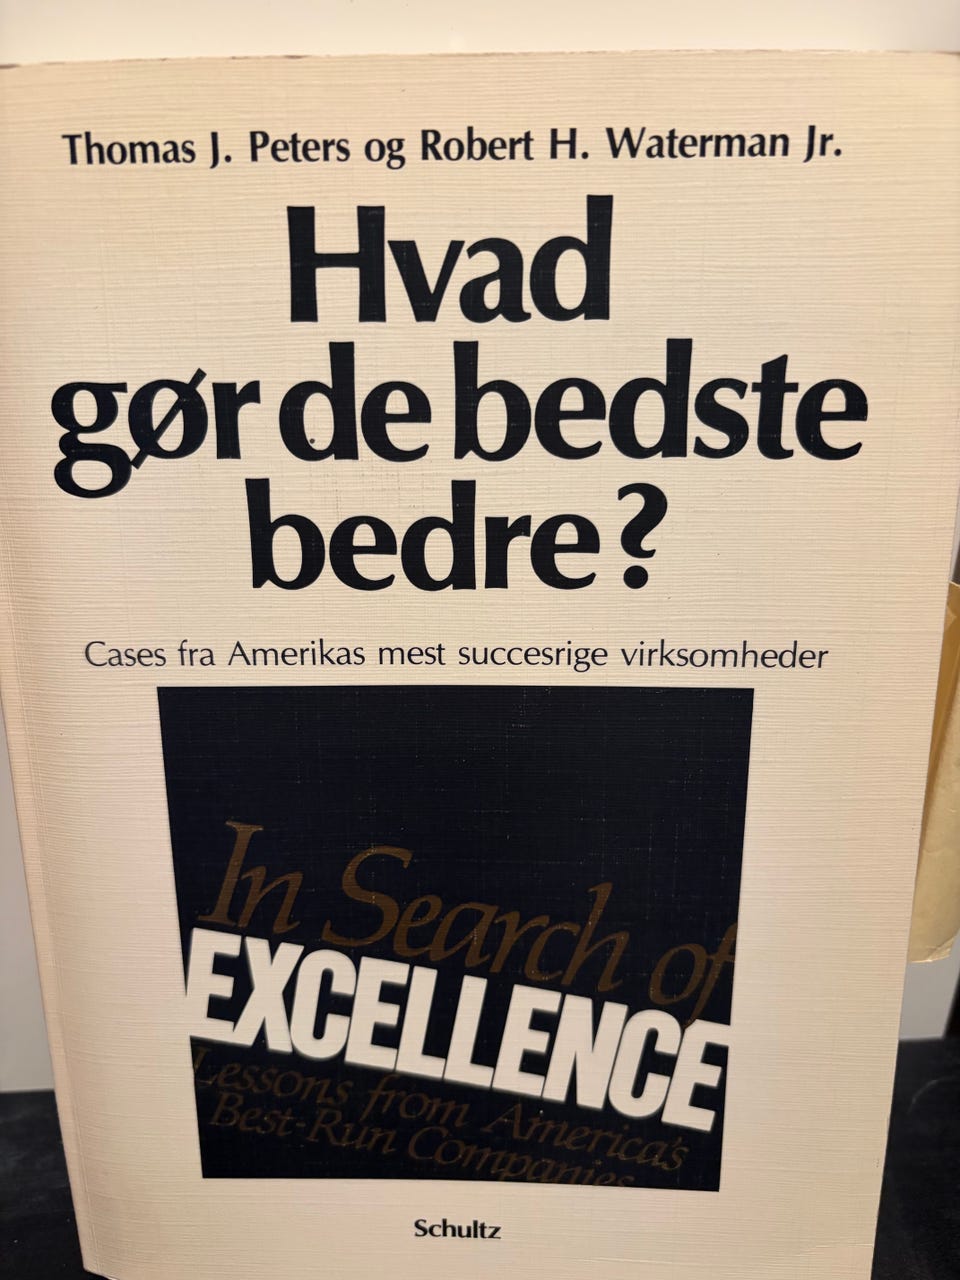 Thomas J. Peters og Robert H. Waterman Jr.
Hvad
gør de bedste
bedre?
Cases fra Amerikas mest succesrige virksomheder
In Search of
EXCELLENCE
Lessons from America's
Best-Run Companies
Schultz